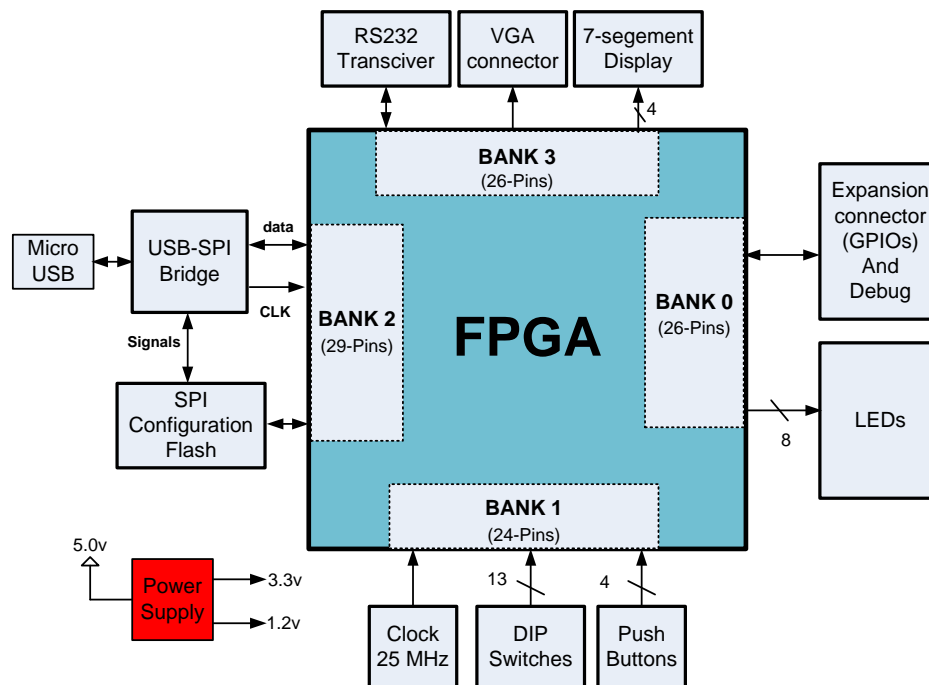 RS232
Transciver
VGA
connector
7-segement
Display
4
BANK 3
(26-Pins)
Expansion
connector
(GPIOs)
And
Debug
Micro
USB
USB-SPI
Bridge
data
CLK
BANK 2
(29-Pins)
FPGA
BANK 0
(26-Pins)
Signals
SPI
Configuration
Flash
8
LEDs
BANK 1
(24-Pins)
5.0v
Power
Supply
3.3v
1.2v
13
4
Clock
25 MHz
DIP
Switches
Push
Buttons